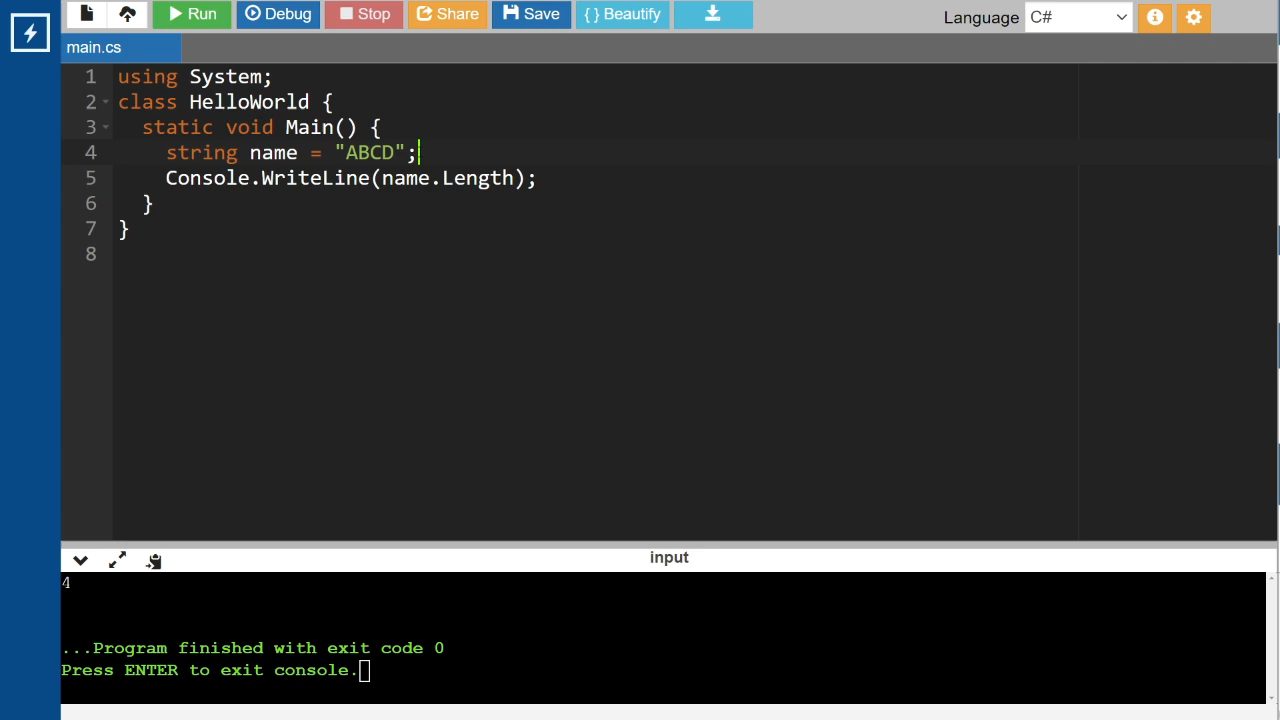 Run Debug Stop Share Save { } Beautify Language C#
main.cs
1 using System;
2 class HelloWorld {
3 static void Main() {
4 string name = "ABCD";
5 Console.WriteLine(name.Length);
6 }
7 }
8
input
4
...Program finished with exit code 0
Press ENTER to exit console.